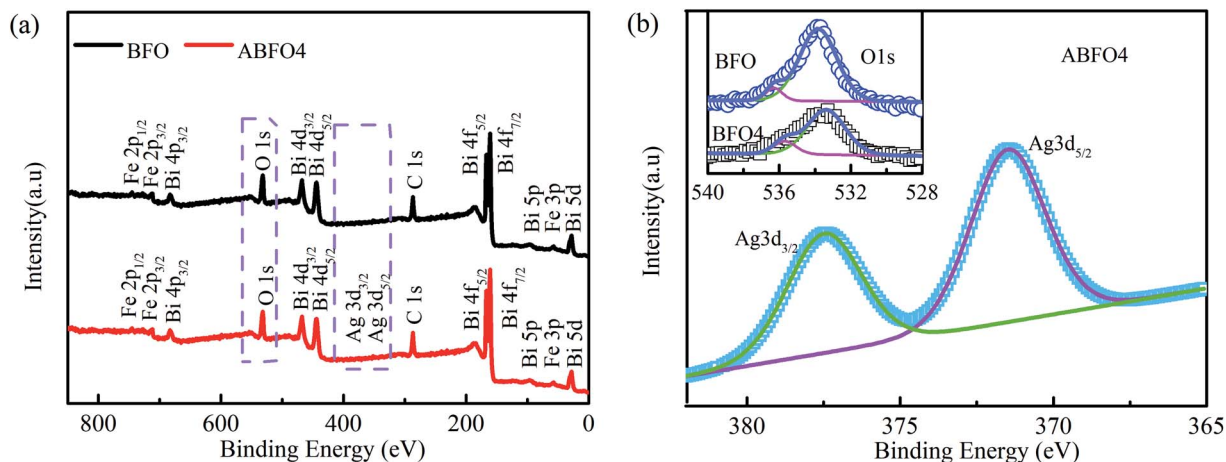 (a)
BFO ABFO4
Fe 2p1/2
Fe 2p3/2
Bi 4p3/2
O 1s
Bi 4d3/2
Bi 4d5/2
C 1s
Bi 4f5/2
Bi 4f7/2
Bi 5p
Fe 3p
Bi 5d
Fe 2p1/2
Fe 2p3/2
Bi 4p3/2
O 1s
Bi 4d3/2
Bi 4d5/2
Ag 3d3/2
Ag 3d5/2
C 1s
Bi 4f5/2
Bi 4f7/2
Bi 5p
Fe 3p
Bi 5d
Intensity(a.u)
800 600 400 200 0
Binding Energy (eV)
(b)
BFO O1s
BFO4
540 536 532 528
ABFO4
Ag3d5/2
Ag3d3/2
Intensity(a.u)
380 375 370 365
Binding Energy (eV)